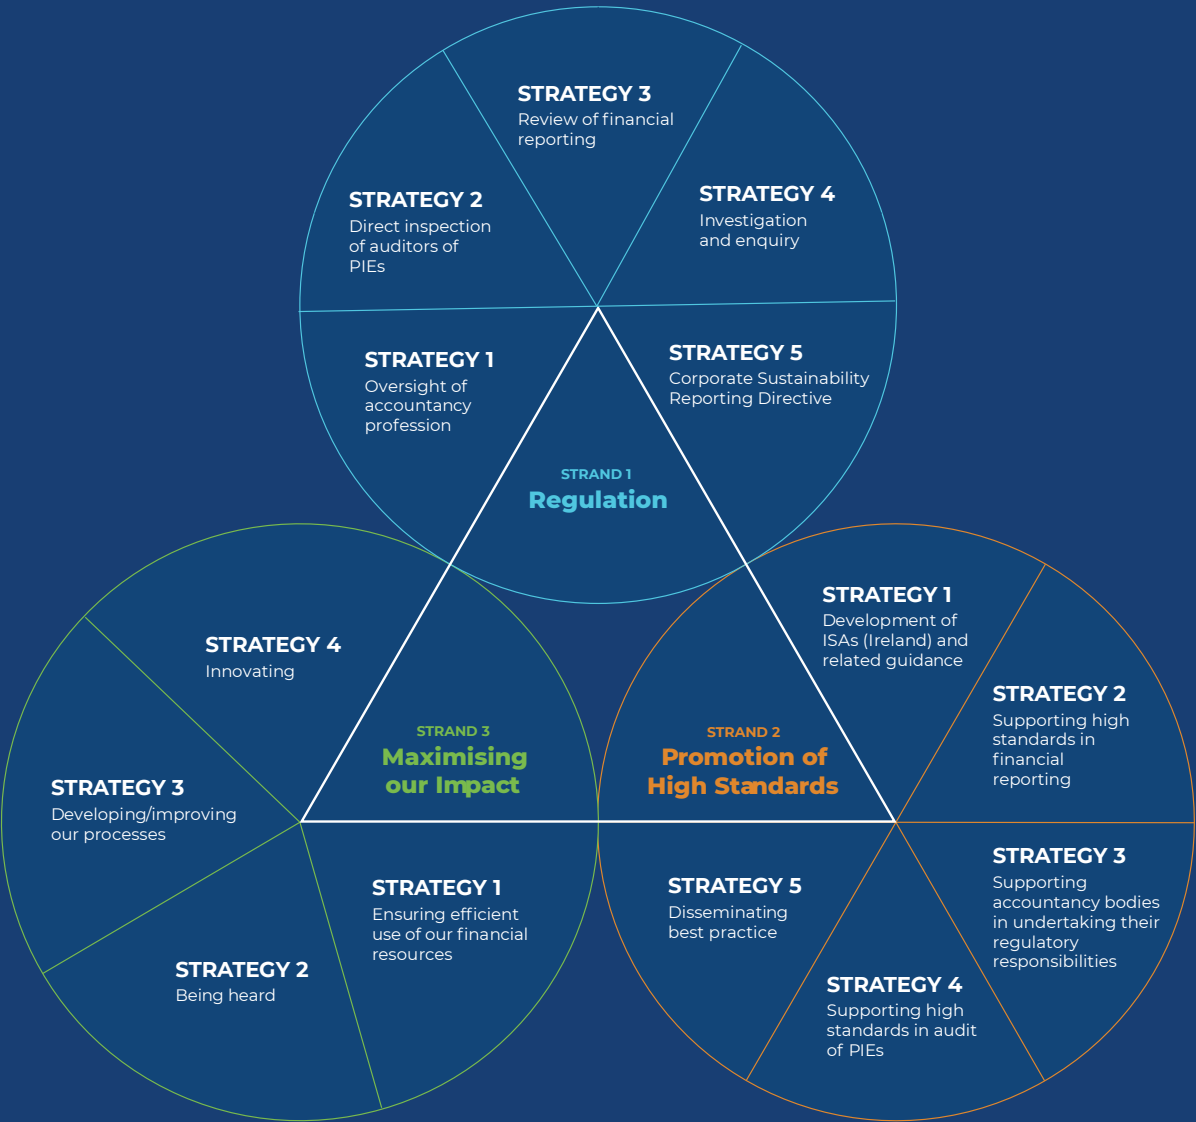 STRATEGY 3
Review of financial
reporting
STRATEGY 2
Direct inspection
of auditors of
PIEs
STRATEGY 4
Investigation
and enquiry
STRATEGY 1
Oversight of
accountancy
profession
STRATEGY 5
Corporate Sustainability
Reporting Directive
STRAND 1
Regulation
STRAND 2
Promotion of
High Standards
STRATEGY 1
Development of
ISAs (Ireland) and
related guidance
STRATEGY 2
Supporting high
standards in
financial
reporting
STRATEGY 3
Supporting
accountancy bodies
in undertaking their
regulatory
responsibilities
STRATEGY 4
Supporting high
standards in audit
of PIEs
STRATEGY 5
Disseminating
best practice
STRAND 3
Maximising
our Impact
STRATEGY 1
Ensuring efficient
use of our financial
resources
STRATEGY 2
Being heard
STRATEGY 3
Developing/improving
our processes
STRATEGY 4
Innovating